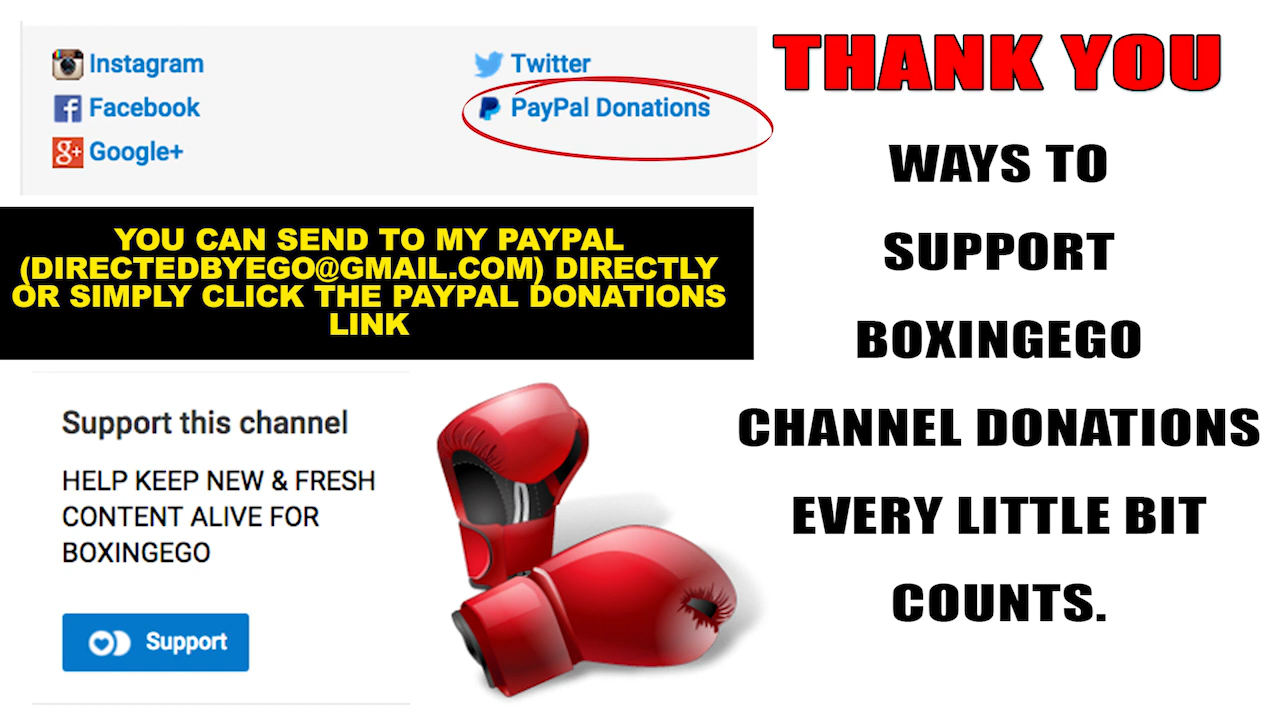 Instagram
Twitter
Facebook
PayPal Donations
Google+
YOU CAN SEND TO MY PAYPAL
(DIRECTEDBYEGO@GMAIL.COM) DIRECTLY
OR SIMPLY CLICK THE PAYPAL DONATIONS
LINK
Support this channel
HELP KEEP NEW & FRESH
CONTENT ALIVE FOR
BOXINGEGO
Support
THANK YOU
WAYS TO
SUPPORT
BOXINGEGO
CHANNEL DONATIONS
EVERY LITTLE BIT
COUNTS.